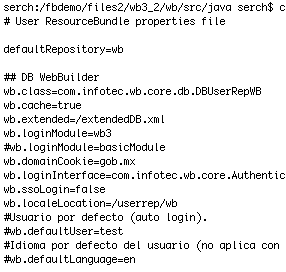 serch:/fbdemo/files2/wb3_2/wb/src/java serch$ c
# User ResourceBundle properties file
defaultRepository=wb
## DB WebBuilder
wb.class=com.infotec.wb.core.db.DBUserRepWB
wb.cache=true
wb.extended=/extendedDB.xml
wb.loginModule=wb3
#wb.loginModule=basicModule
wb.domainCookie=gob.mx
wb.loginInterface=com.infotec.wb.core.Authentic
wb.ssoLogin=false
wb.localeLocation=/userrep/wb
#Usuario por defecto (auto login).
#wb.defaultUser=test
#Idioma por defecto del usuario (no aplica con
#wb.defaultLanguage=en